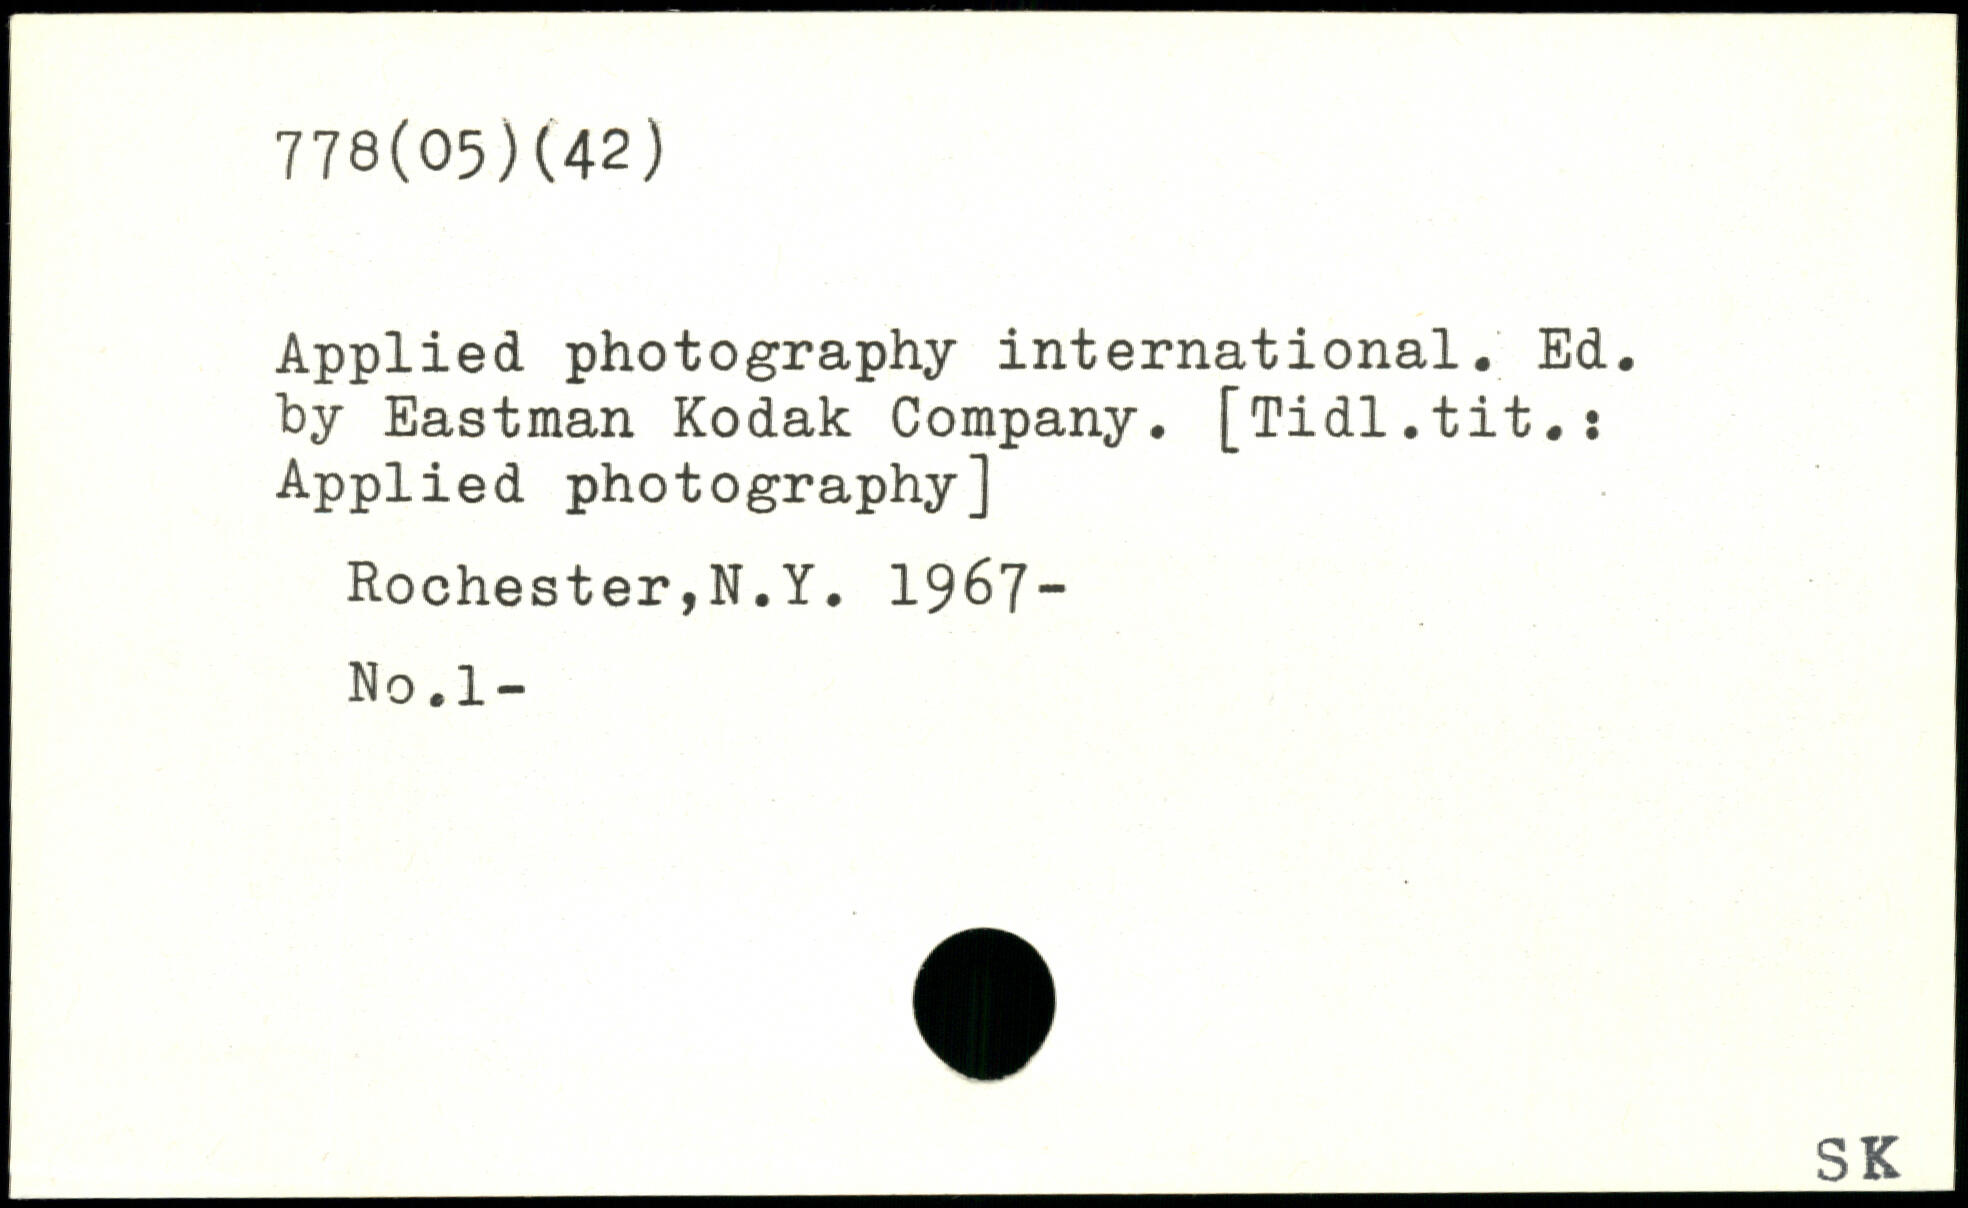 778(05)(42)
Applied photography international. Ed.
by Eastman Kodak Company. [Tidl.tit.:
Applied photography]
Rochester,N.Y. 1967-
No.1-
SK